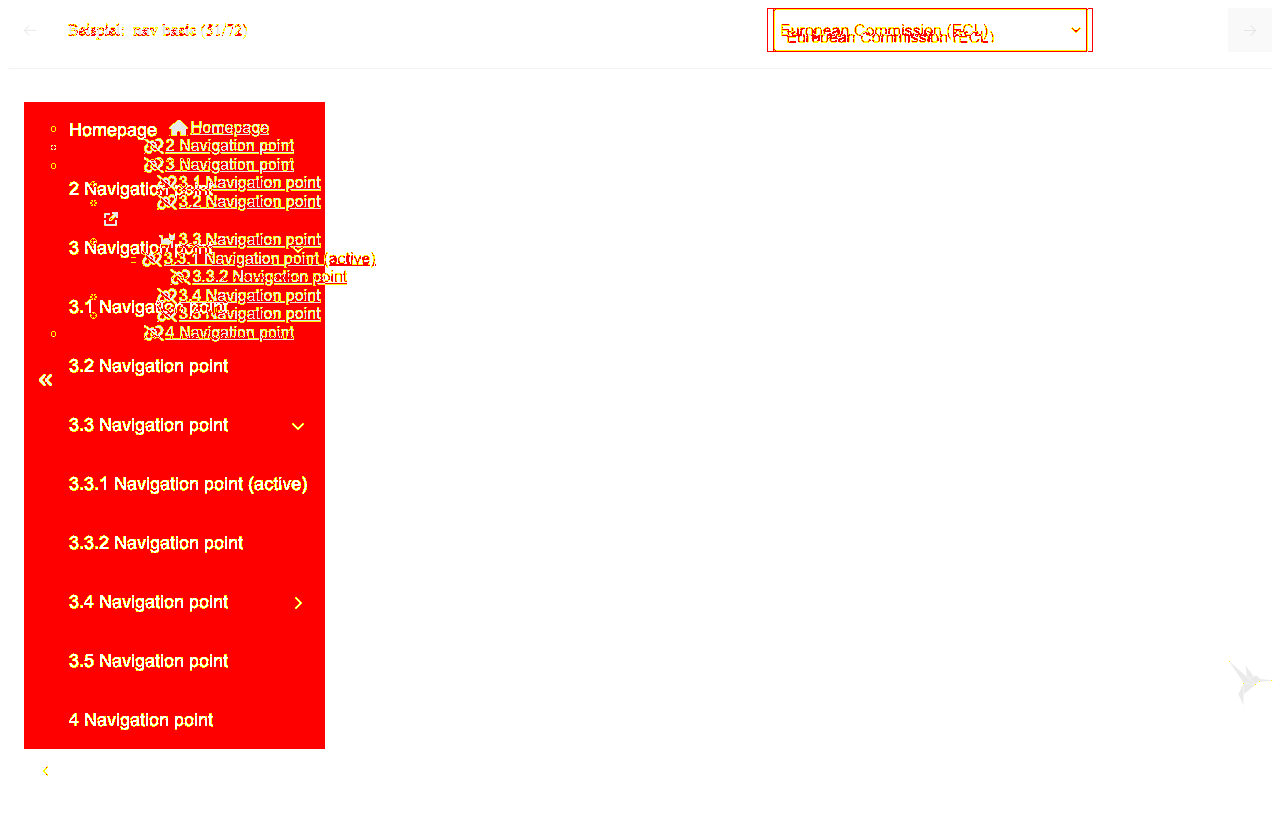 Beispiel: nav basic (51/72)
European Commission (ECL)
European Commission (ECL)
Homepage
Homepage
2 Navigation point
3 Navigation point
3.1 Navigation point
2 Navigation point
3.2 Navigation point
3.3 Navigation point
3 Navigation point
3.3.1 Navigation point (active)
3.3.2 Navigation point
3.4 Navigation point
3.1 Navigation point
3.5 Navigation point
4 Navigation point
3.2 Navigation point
3.3 Navigation point
3.3.1 Navigation point (active)
3.3.2 Navigation point
3.4 Navigation point
3.5 Navigation point
4 Navigation point